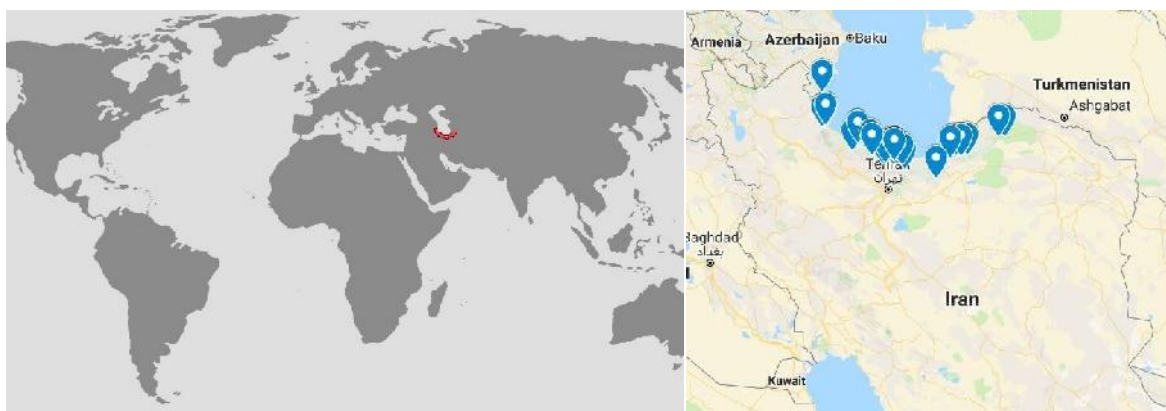 Armenia
Azerbaijan
Baku
Turkmenistan
Ashgabat
Tehran
تهران
Baghdad
بغداد
Iran
Kuwait